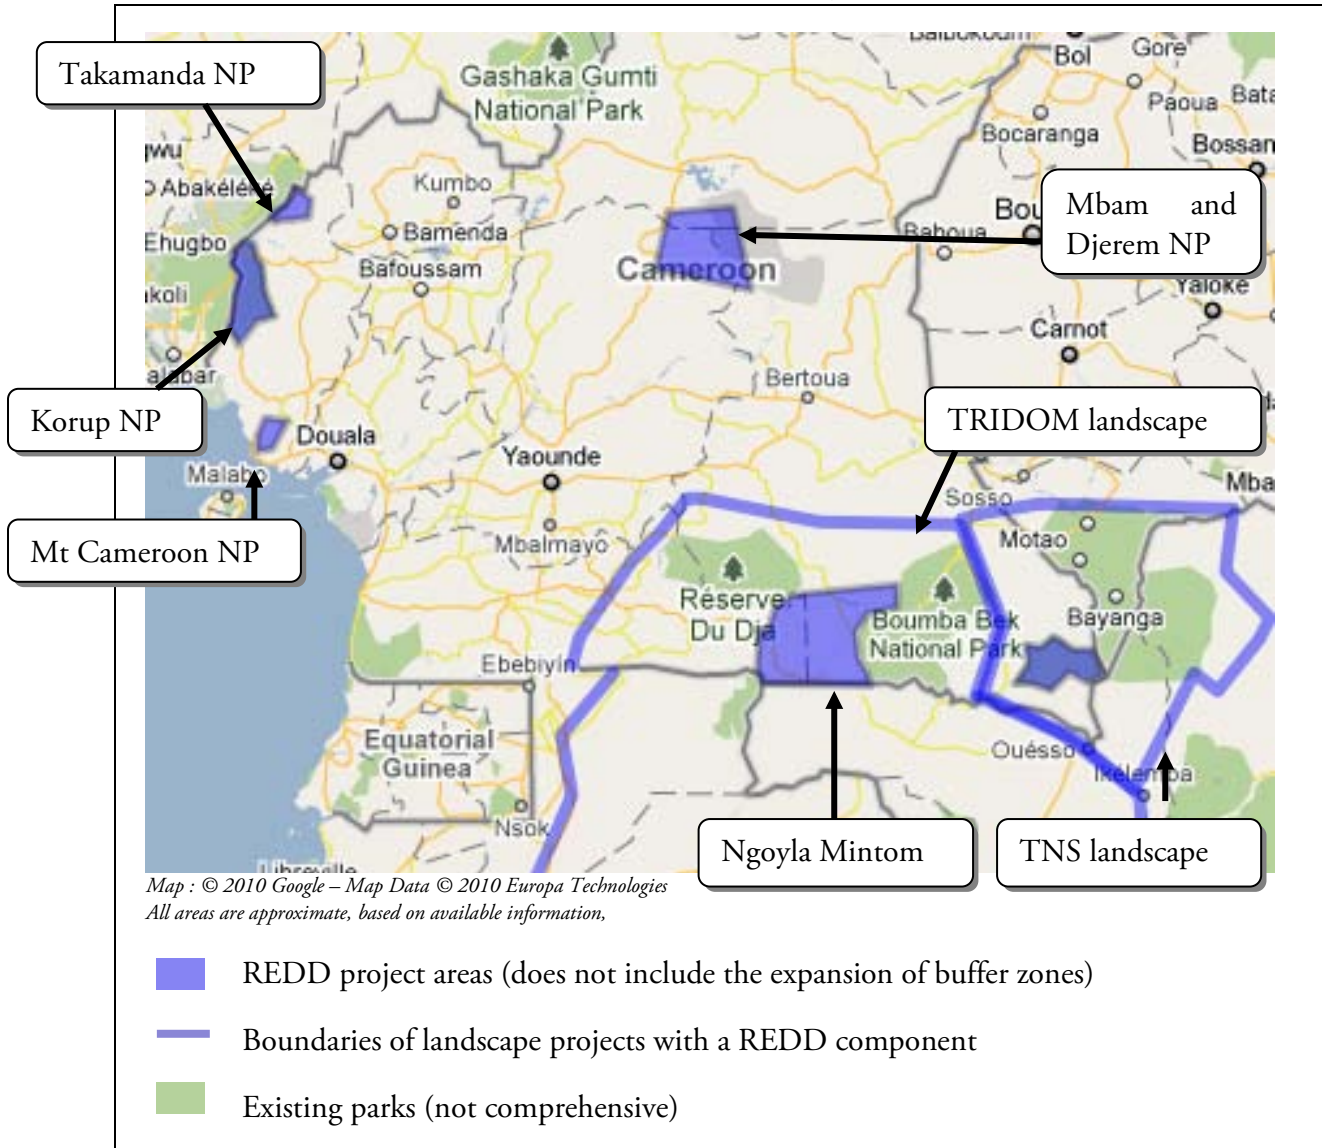 Takamanda NP
Gashaka Gumti
National Park
Bol
Gore
Paoua
Bocaranga
Abakéléké
Kumbo
Mbam and
Djerem NP
Bamenda
Ehugbo
Baboua
Bafoussam
Cameroon
Yaloke
Carnot
Bertoua
Korup NP
TRIDOM landscape
Douala
Yaounde
Malabo
Sosso
Mt Cameroon NP
Mbalmayo
Motao
Réserve
Du Dja
Boumba Bek
National Park
Bayanga
Ebebiyin
Equatorial
Guinea
Ouésso
Ikélemba
Nsok
Ngoyla Mintom
TNS landscape
Map : © 2010 Google – Map Data © 2010 Europa Technologies
All areas are approximate, based on available information,
REDD project areas (does not include the expansion of buffer zones)
Boundaries of landscape projects with a REDD component
Existing parks (not comprehensive)